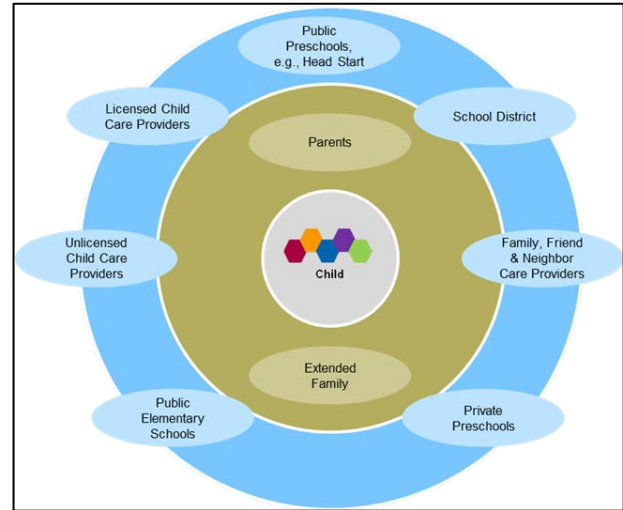 Public
Preschools,
e.g., Head Start
Licensed Child
Care Providers
School District
Parents
Unlicensed
Child Care
Providers
Child
Family, Friend
& Neighbor
Care Providers
Extended
Family
Public
Elementary
Schools
Private
Preschools